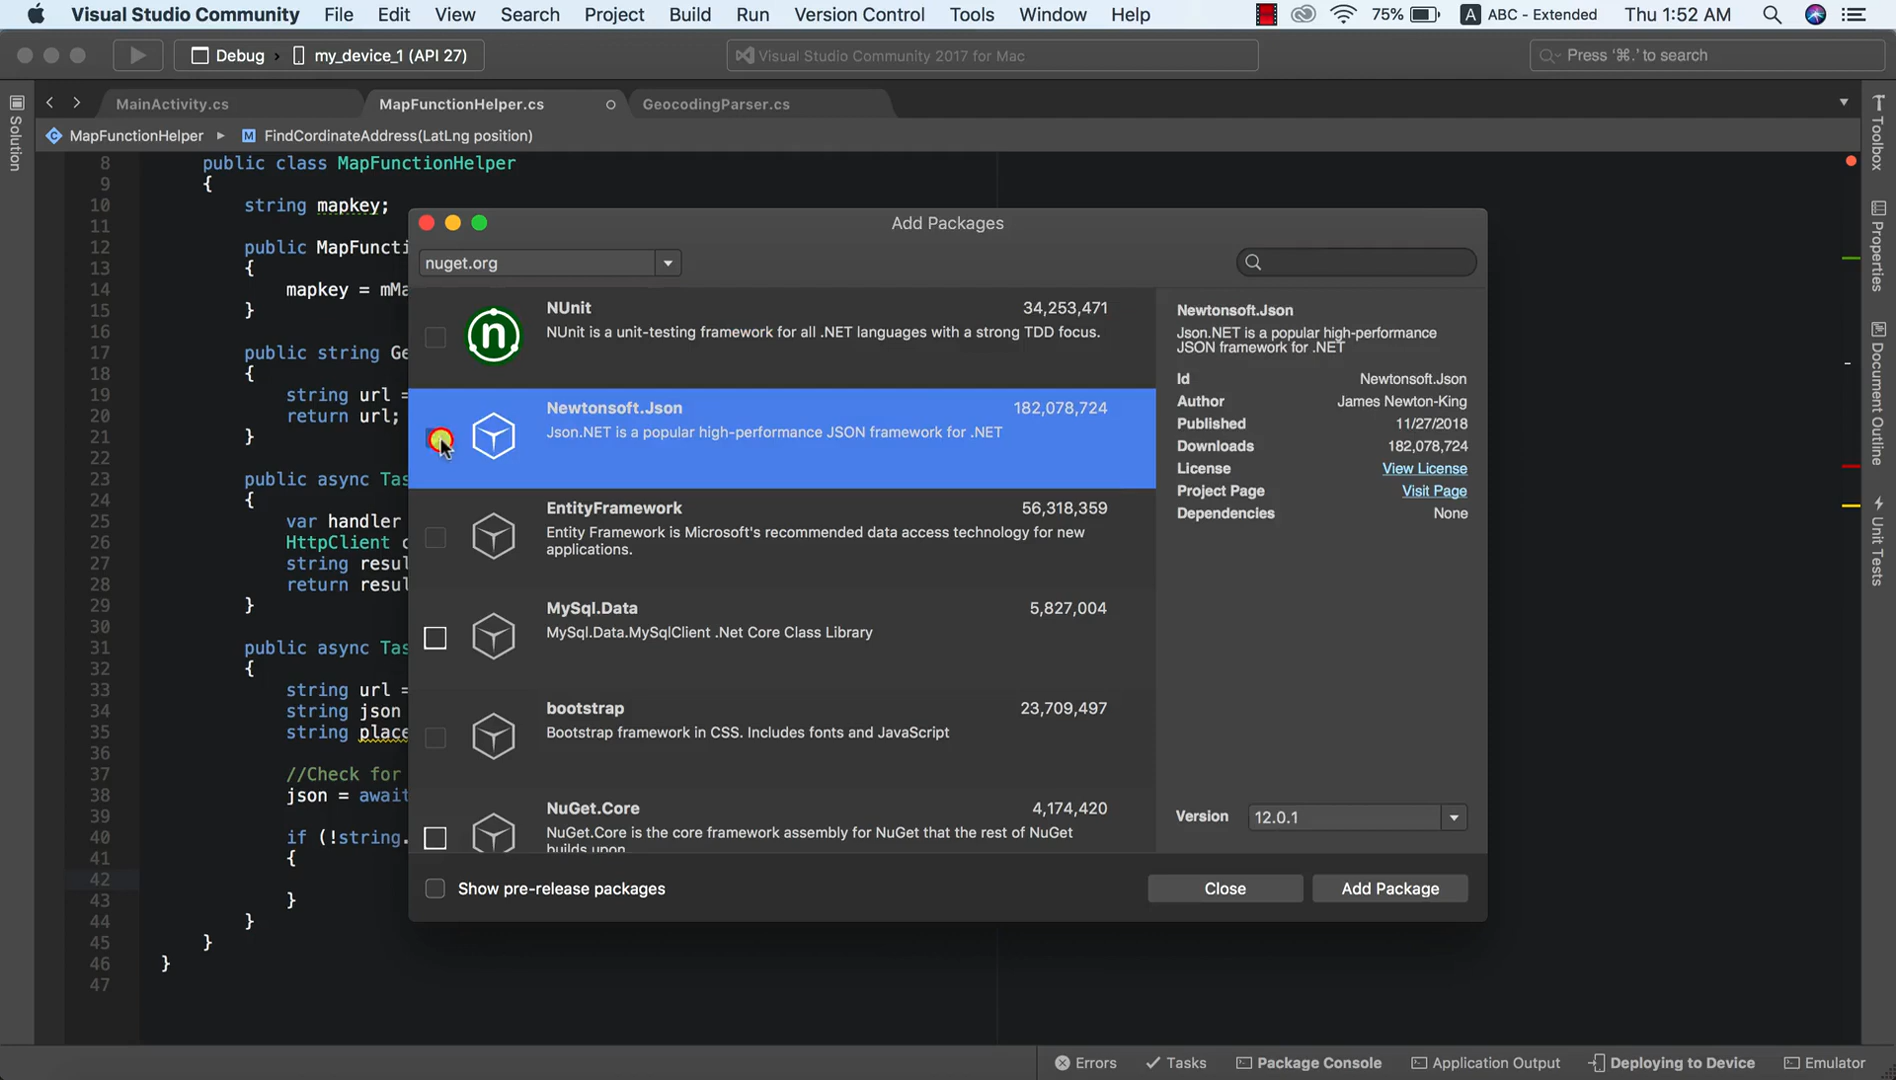 Visual Studio Community File Edit View Search Project Build Run Version Control Tools Window Help 75% A ABC - Extended Thu 1:52 AM
Debug my_device_1 (API 27) Visual Studio Community 2017 for Mac Press '⌘.' to search
MainActivity.cs MapFunctionHelper.cs GeocodingParser.cs
C MapFunctionHelper M FindCordinateAddress(LatLng position)
Solution
8 public class MapFunctionHelper
9 {
10 string mapkey;
11
12 public MapFuncti
13 {
14 mapkey = mMa
15 }
16
17 public string Ge
18 {
19 string url =
20 return url;
21 }
22
23 public async Tas
24 {
25 var handler
26 HttpClient c
27 string resul
28 return resul
29 }
30
31 public async Tas
32 {
33 string url =
34 string json
35 string place
36
37 //Check for
38 json = await
39
40 if (!string.
41 {
42
43 }
44 }
45 }
46 }
47
Add Packages
nuget.org
NUnit 34,253,471
NUnit is a unit-testing framework for all .NET languages with a strong TDD focus.
n
Newtonsoft.Json 182,078,724
Json.NET is a popular high-performance JSON framework for .NET
EntityFramework 56,318,359
Entity Framework is Microsoft's recommended data access technology for new
applications.
MySql.Data 5,827,004
MySql.Data.MySqlClient .Net Core Class Library
bootstrap 23,709,497
Bootstrap framework in CSS. Includes fonts and JavaScript
NuGet.Core 4,174,420
NuGet.Core is the core framework assembly for NuGet that the rest of NuGet
builds upon.
Newtonsoft.Json
Json.NET is a popular high-performance
JSON framework for .NET
Id Newtonsoft.Json
Author James Newton-King
Published 11/27/2018
Downloads 182,078,724
License View License
Project Page Visit Page
Dependencies None
Version 12.0.1
Show pre-release packages Close Add Package
Toolbox
Properties
Document Outline
Unit Tests
Errors Tasks Package Console Application Output Deploying to Device Emulator